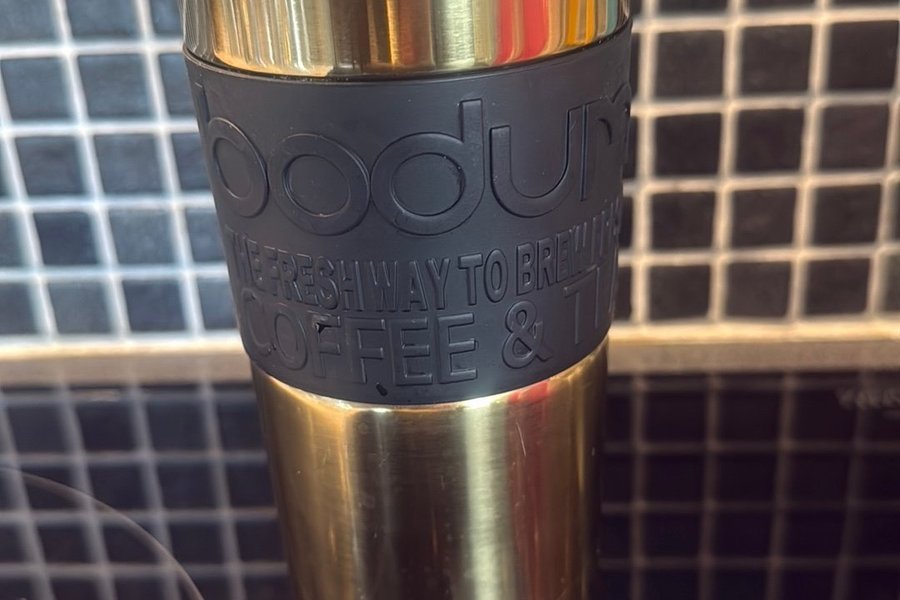 bodum
THE FRESH WAY TO BREW
COFFEE &